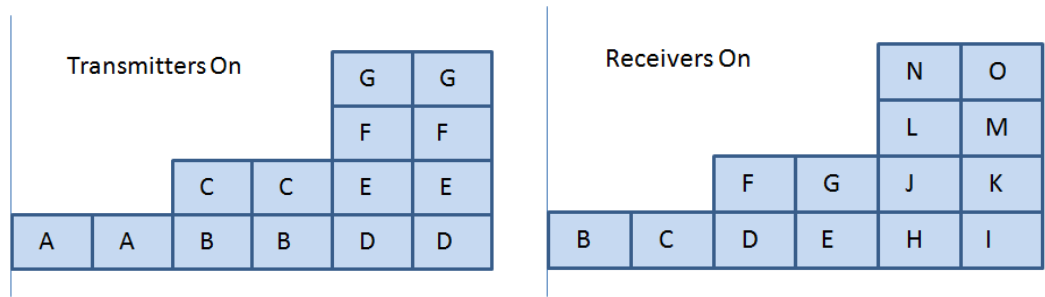 Transmitters On
G G
F F
C C E E
A A B B D D
Receivers On
N O
L M
F G J K
B C D E H I